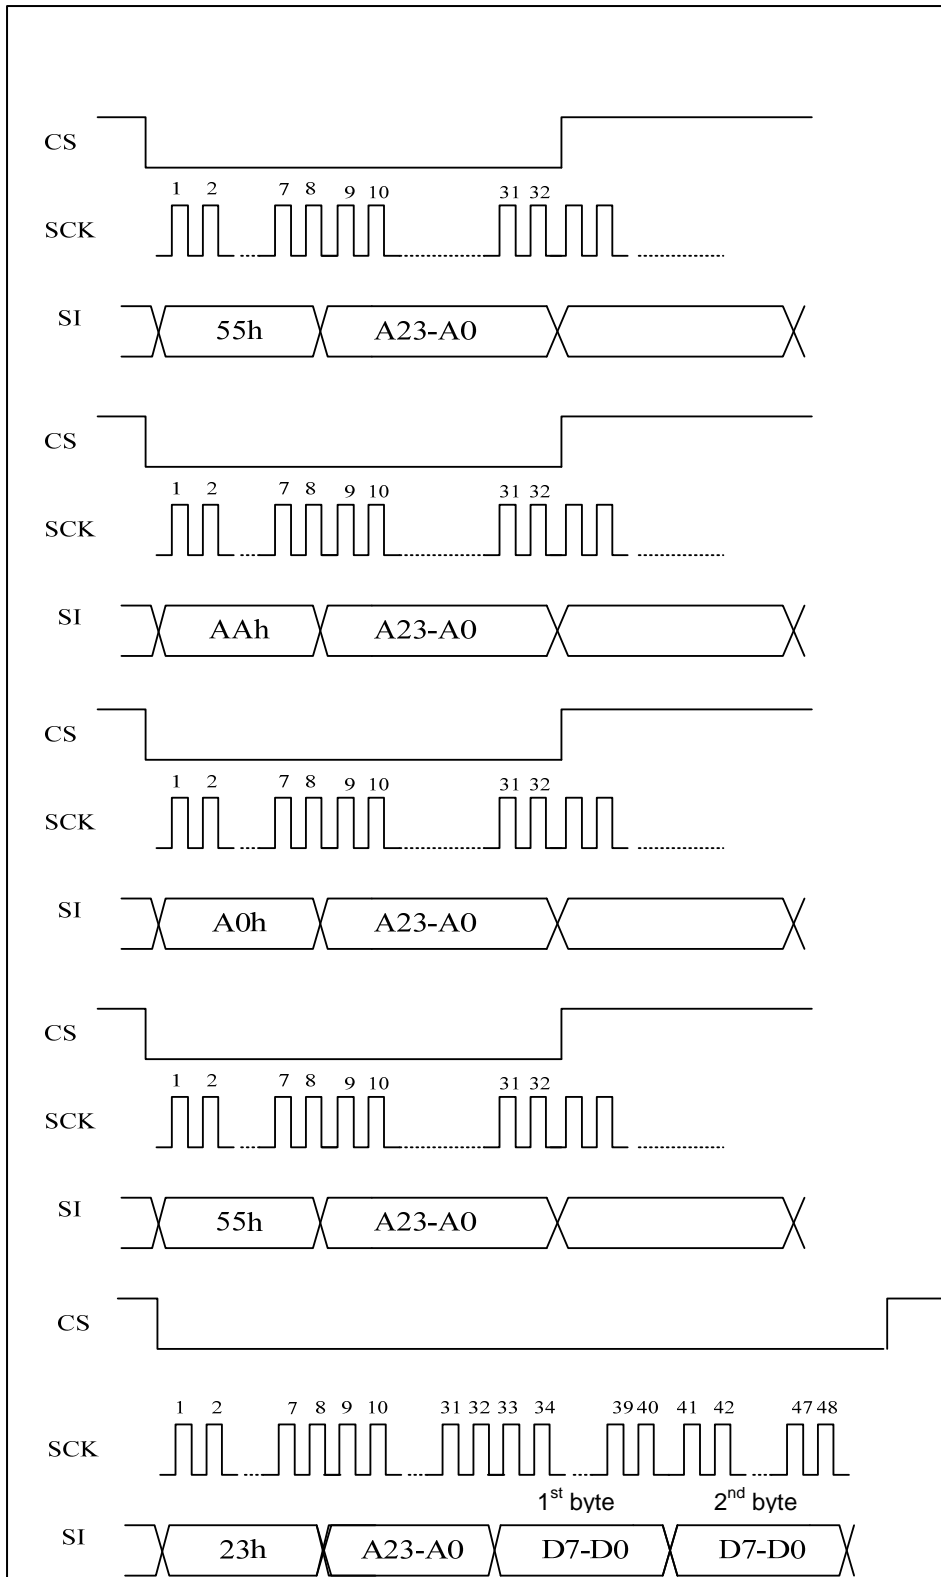 CS
1 2 7 8 9 10 31 32
SCK
SI 55h A23-A0
CS
1 2 7 8 9 10 31 32
SCK
SI AAh A23-A0
CS
1 2 7 8 9 10 31 32
SCK
SI A0h A23-A0
CS
1 2 7 8 9 10 31 32
SCK
SI 55h A23-A0
CS
1 2 7 8 9 10 31 32 33 34 39 40 41 42 47 48
SCK
1st byte 2nd byte
SI 23h A23-A0 D7-D0 D7-D0